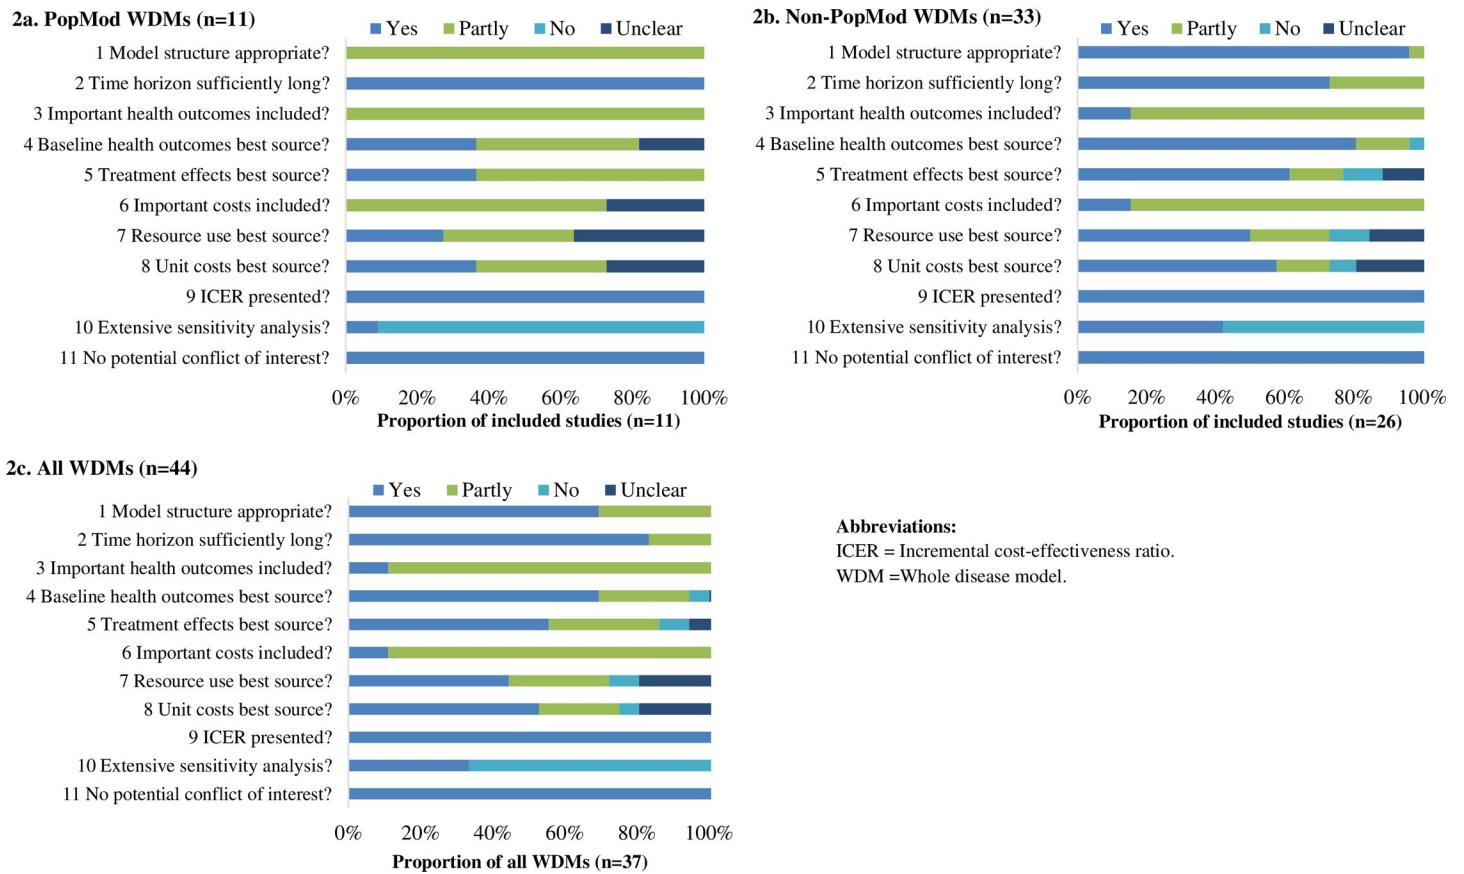 2a. PopMod WDMs (n=11)
Yes Partly No Unclear
1 Model structure appropriate?
2 Time horizon sufficiently long?
3 Important health outcomes included?
4 Baseline health outcomes best source?
5 Treatment effects best source?
6 Important costs included?
7 Resource use best source?
8 Unit costs best source?
9 ICER presented?
10 Extensive sensitivity analysis?
11 No potential conflict of interest?
0% 20% 40% 60% 80% 100%
Proportion of included studies (n=11)
2b. Non-PopMod WDMs (n=33)
Yes Partly No Unclear
1 Model structure appropriate?
2 Time horizon sufficiently long?
3 Important health outcomes included?
4 Baseline health outcomes best source?
5 Treatment effects best source?
6 Important costs included?
7 Resource use best source?
8 Unit costs best source?
9 ICER presented?
10 Extensive sensitivity analysis?
11 No potential conflict of interest?
0% 20% 40% 60% 80% 100%
Proportion of included studies (n=26)
2c. All WDMs (n=44)
Yes Partly No Unclear
1 Model structure appropriate?
2 Time horizon sufficiently long?
3 Important health outcomes included?
4 Baseline health outcomes best source?
5 Treatment effects best source?
6 Important costs included?
7 Resource use best source?
8 Unit costs best source?
9 ICER presented?
10 Extensive sensitivity analysis?
11 No potential conflict of interest?
0% 20% 40% 60% 80% 100%
Proportion of all WDMs (n=37)
Abbreviations:
ICER = Incremental cost-effectiveness ratio.
WDM =Whole disease model.